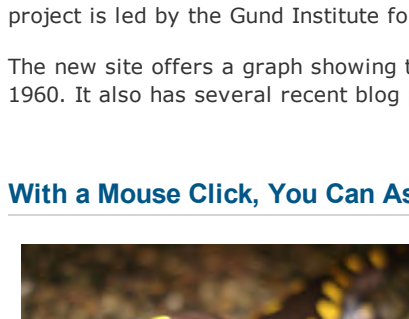 project is led by the Gund Institute fo
The new site offers a graph showing t
1960. It also has several recent blog
With a Mouse Click, You Can As